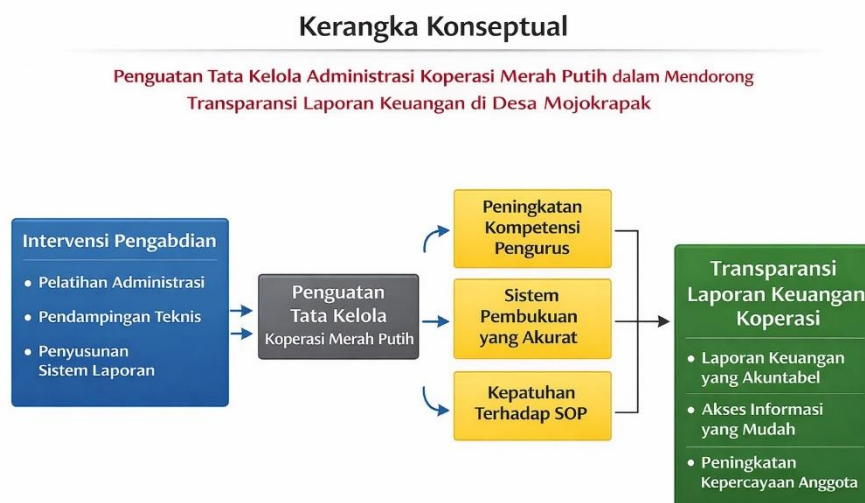 Kerangka Konseptual
Penguatan Tata Kelola Administrasi Koperasi Merah Putih dalam Mendorong
Transparansi Laporan Keuangan di Desa Mojokrapak
Intervensi Pengabdian
• Pelatihan Administrasi
• Pendampingan Teknis
• Penyusunan
Sistem Laporan
Penguatan
Tata Kelola
Koperasi Merah Putih
Peningkatan
Kompetensi
Pengurus
Sistem
Pembukuan
yang Akurat
Kepatuhan
Terhadap SOP
Transparansi
Laporan Keuangan
Koperasi
• Laporan Keuangan
yang Akuntabel
• Akses Informasi
yang Mudah
• Peningkatan
Kepercayaan Anggota